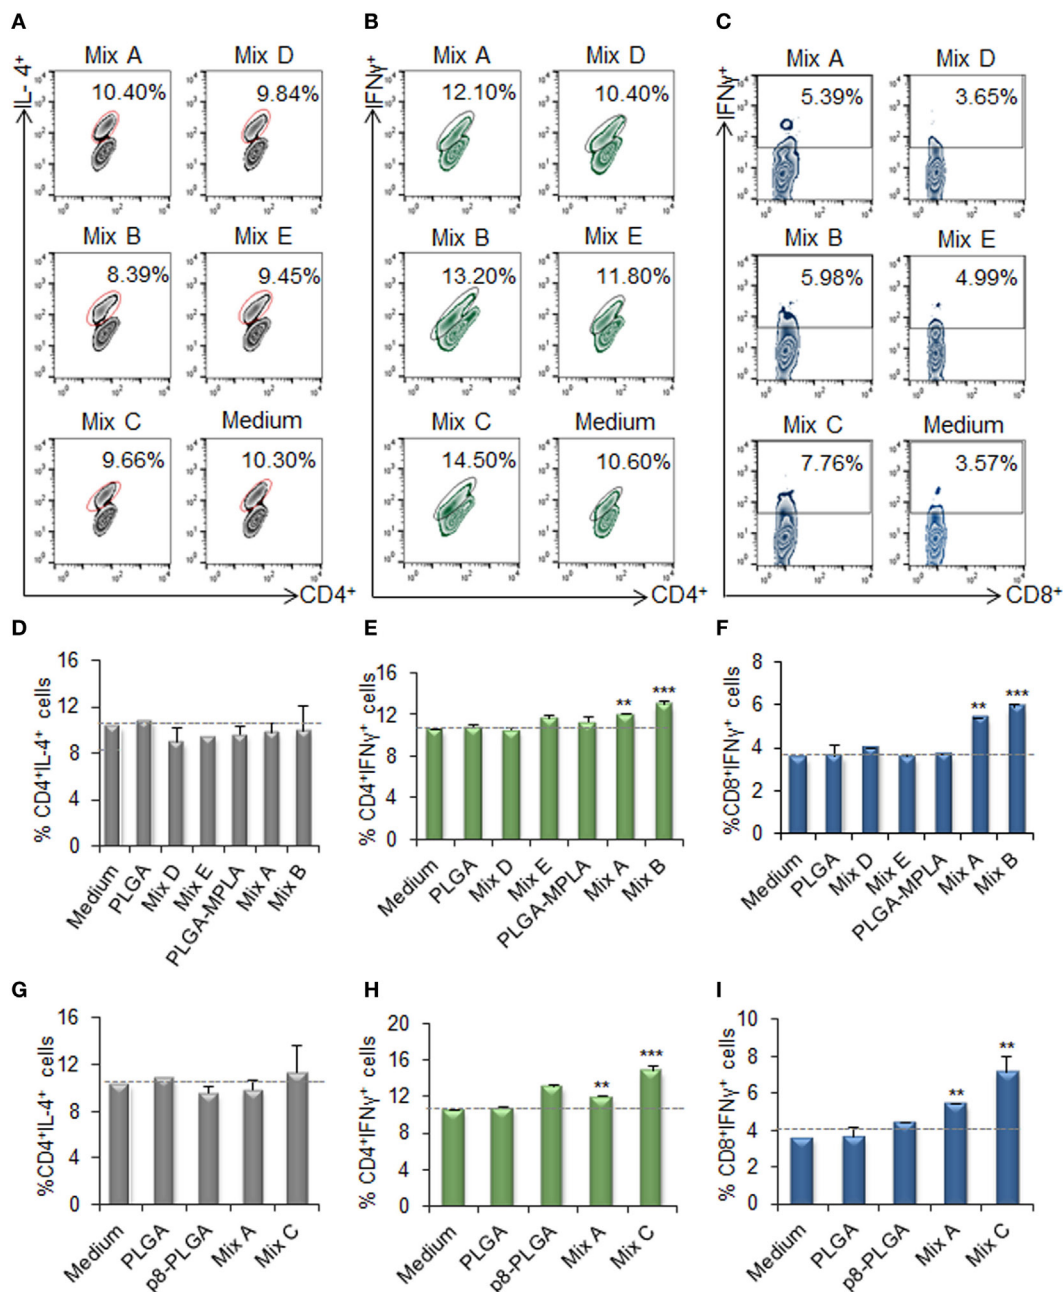 A
B
C
IL- 4+
Mix A
10.40%
Mix D
9.84%
Mix B
8.39%
Mix E
9.45%
Mix C
9.66%
Medium
10.30%
10⁰ 10¹ 10² 10³ 10⁴
10⁰ 10² 10⁴
CD4⁺
IFNγ⁺
Mix A
12.10%
Mix D
10.40%
Mix B
13.20%
Mix E
11.80%
Mix C
14.50%
Medium
10.60%
CD4⁺
IFNγ⁺
Mix A
5.39%
Mix D
3.65%
Mix B
5.98%
Mix E
4.99%
Mix C
7.76%
Medium
3.57%
CD8⁺
D
% CD4⁺IL-4⁺ cells
16
12
8
4
0
Medium
PLGA
Mix D
Mix E
PLGA-MPLA
Mix A
Mix B
E
% CD4⁺IFNγ⁺ cells
16
12
8
4
0
**
***
Medium
PLGA
Mix D
Mix E
PLGA-MPLA
Mix A
Mix B
F
%CD8⁺IFNγ⁺ cells
8
6
4
2
0
**
***
Medium
PLGA
Mix D
Mix E
PLGA-MPLA
Mix A
Mix B
G
%CD4⁺IL-4⁺ cells
16
12
8
4
0
Medium
PLGA
p8-PLGA
Mix A
Mix C
H
% CD4⁺IFNγ⁺ cells
20
16
12
8
4
0
**
***
Medium
PLGA
p8-PLGA
Mix A
Mix C
I
% CD8⁺IFNγ⁺ cells
10
8
6
4
2
0
**
**
Medium
PLGA
p8-PLGA
Mix A
Mix C